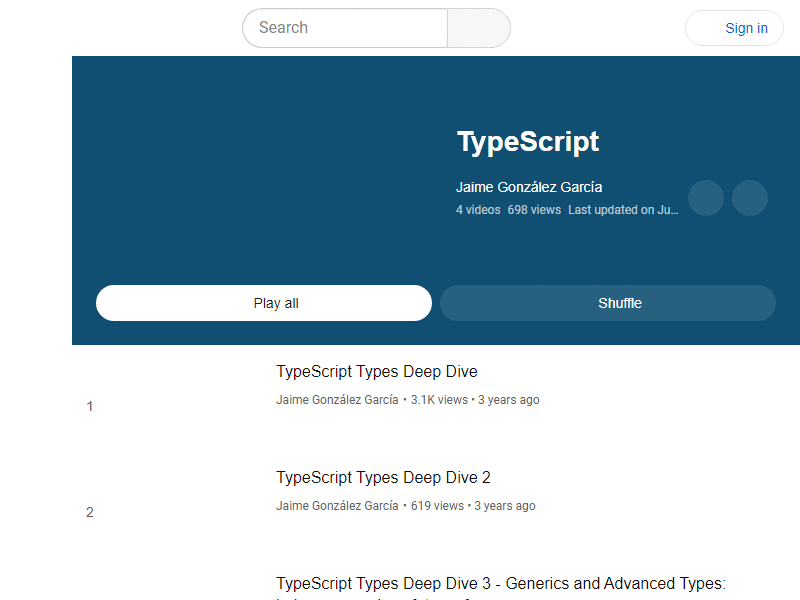 Search
Sign in
TypeScript
Jaime González García
4 videos 698 views Last updated on Ju...
Play all
Shuffle
TypeScript Types Deep Dive
Jaime González García • 3.1K views • 3 years ago
1
TypeScript Types Deep Dive 2
Jaime González García • 619 views • 3 years ago
2
TypeScript Types Deep Dive 3 - Generics and Advanced Types: